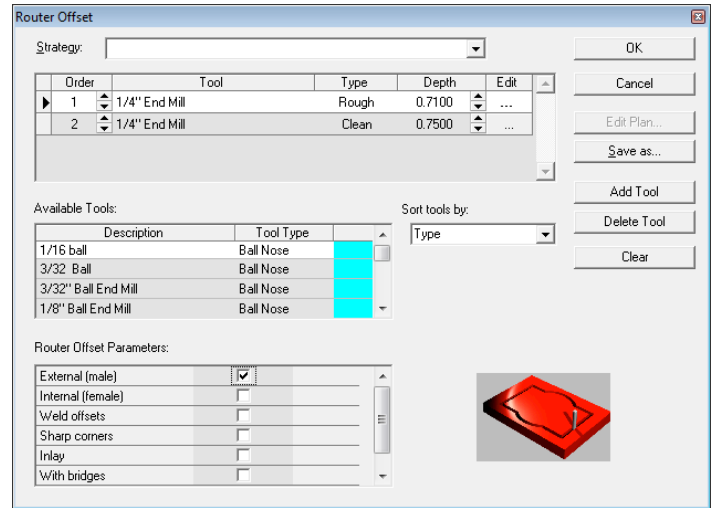 Router Offset
Strategy:
OK
Order Tool Type Depth Edit
1 1/4" End Mill Rough 0.7100 ...
2 1/4" End Mill Clean 0.7500 ...
Cancel
Edit Plan...
Save as...
Add Tool
Delete Tool
Clear
Available Tools:
Sort tools by:
Type
Description Tool Type
1/16 ball Ball Nose
3/32 Ball Ball Nose
3/32" Ball End Mill Ball Nose
1/8" Ball End Mill Ball Nose
Router Offset Parameters:
External (male)
Internal (female)
Weld offsets
Sharp corners
Inlay
With bridges